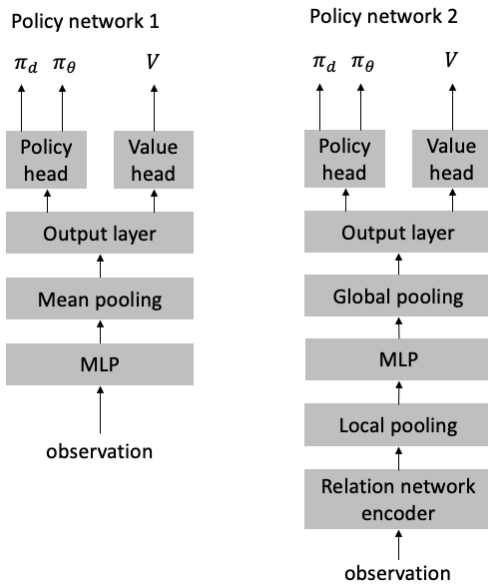 Policy network 1
π_d π_θ V
Policy head
Value head
Output layer
Mean pooling
MLP
observation
Policy network 2
π_d π_θ V
Policy head
Value head
Output layer
Global pooling
MLP
Local pooling
Relation network
encoder
observation